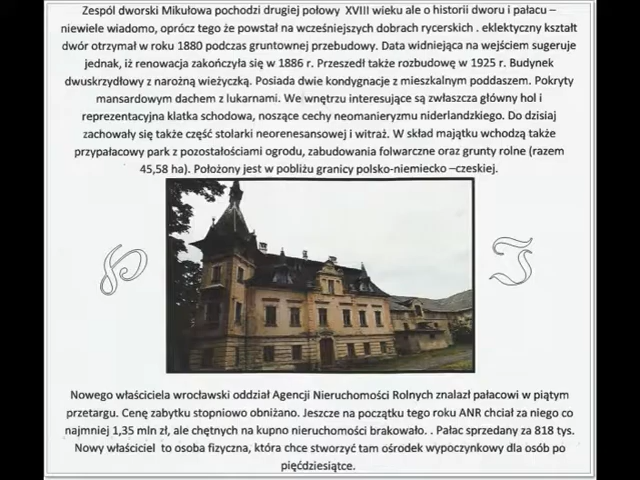 Zespól dworski Mikułowa pochodzi drugiej połowy XVIII wieku ale o historii dworu i pałacu –
niewiele wiadomo, oprócz tego że powstał na wcześniejszych dobrach rycerskich . eklektyczny kształt
dwór otrzymał w roku 1880 podczas gruntownej przebudowy. Data widniejąca na wejściem sugeruje
jednak, iż renowacja zakończyła się w 1886 r. Przeszedł także rozbudowę w 1925 r. Budynek
dwuskrzydłowy z narożną wieżyczką. Posiada dwie kondygnacje z mieszkalnym poddaszem. Pokryty
mansardowym dachem z lukarnami. We wnętrzu interesujące są zwłaszcza główny hol i
reprezentacyjna klatka schodowa, noszące cechy neomanieryzmu niderlandzkiego. Do dzisiaj
zachowały się także część stolarki neorenesansowej i witraż. W skład majątku wchodzą także
przypałacowy park z pozostałościami ogrodu, zabudowania folwarczne oraz grunty rolne (razem
45,58 ha). Położony jest w pobliżu granicy polsko-niemiecko –czeskiej.
Nowego właściciela wrocławski oddział Agencji Nieruchomości Rolnych znalazł pałacowi w piątym
przetargu. Cenę zabytku stopniowo obniżano. Jeszcze na początku tego roku ANR chciał za niego co
najmniej 1,35 mln zł, ale chętnych na kupno nieruchomości brakowało. . Pałac sprzedany za 818 tys.
Nowy właściciel to osoba fizyczna, która chce stworzyć tam ośrodek wypoczynkowy dla osób po
pięćdziesiątce.